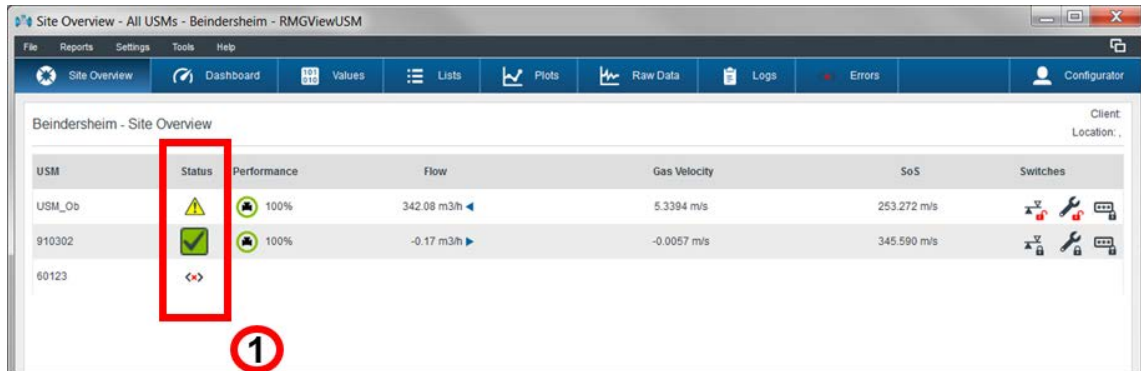 Site Overview - All USMs - Beindersheim - RMGViewUSM
File Reports Settings Tools Help
Site Overview Dashboard 101 010 Values Lists Plots Raw Data Logs Errors Configurator
Client:
Beindersheim - Site Overview
Location: ,
USM Status Performance Flow Gas Velocity SoS Switches
USM_Ob 100% 342.08 m3/h 5.3394 m/s 253.272 m/s
910302 100% -0.17 m3/h -0.0057 m/s 345.590 m/s
60123
1